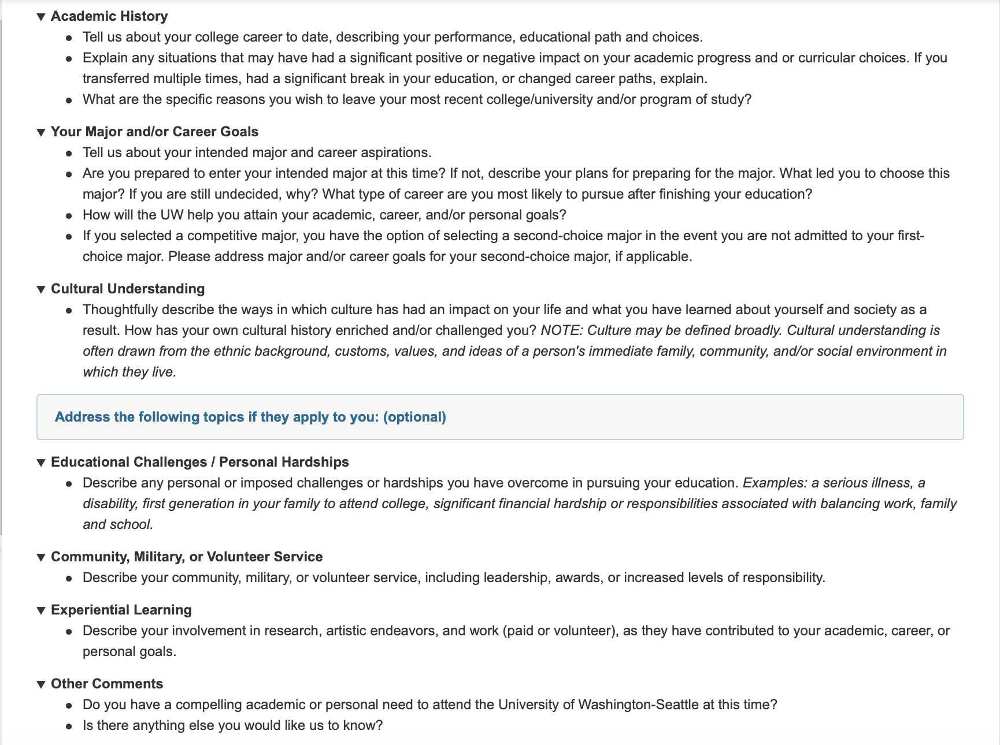 ▼ Academic History
● Tell us about your college career to date, describing your performance, educational path and choices.
● Explain any situations that may have had a significant positive or negative impact on your academic progress and or curricular choices. If you
transferred multiple times, had a significant break in your education, or changed career paths, explain.
● What are the specific reasons you wish to leave your most recent college/university and/or program of study?
▼ Your Major and/or Career Goals
● Tell us about your intended major and career aspirations.
● Are you prepared to enter your intended major at this time? If not, describe your plans for preparing for the major. What led you to choose this
major? If you are still undecided, why? What type of career are you most likely to pursue after finishing your education?
● How will the UW help you attain your academic, career, and/or personal goals?
● If you selected a competitive major, you have the option of selecting a second-choice major in the event you are not admitted to your first-
choice major. Please address major and/or career goals for your second-choice major, if applicable.
▼ Cultural Understanding
● Thoughtfully describe the ways in which culture has had an impact on your life and what you have learned about yourself and society as a
result. How has your own cultural history enriched and/or challenged you? NOTE: Culture may be defined broadly. Cultural understanding is
often drawn from the ethnic background, customs, values, and ideas of a person's immediate family, community, and/or social environment in
which they live.
Address the following topics if they apply to you: (optional)
▼ Educational Challenges / Personal Hardships
● Describe any personal or imposed challenges or hardships you have overcome in pursuing your education. Examples: a serious illness, a
disability, first generation in your family to attend college, significant financial hardship or responsibilities associated with balancing work, family
and school.
▼ Community, Military, or Volunteer Service
● Describe your community, military, or volunteer service, including leadership, awards, or increased levels of responsibility.
▼ Experiential Learning
● Describe your involvement in research, artistic endeavors, and work (paid or volunteer), as they have contributed to your academic, career, or
personal goals.
▼ Other Comments
● Do you have a compelling academic or personal need to attend the University of Washington-Seattle at this time?
● Is there anything else you would like us to know?